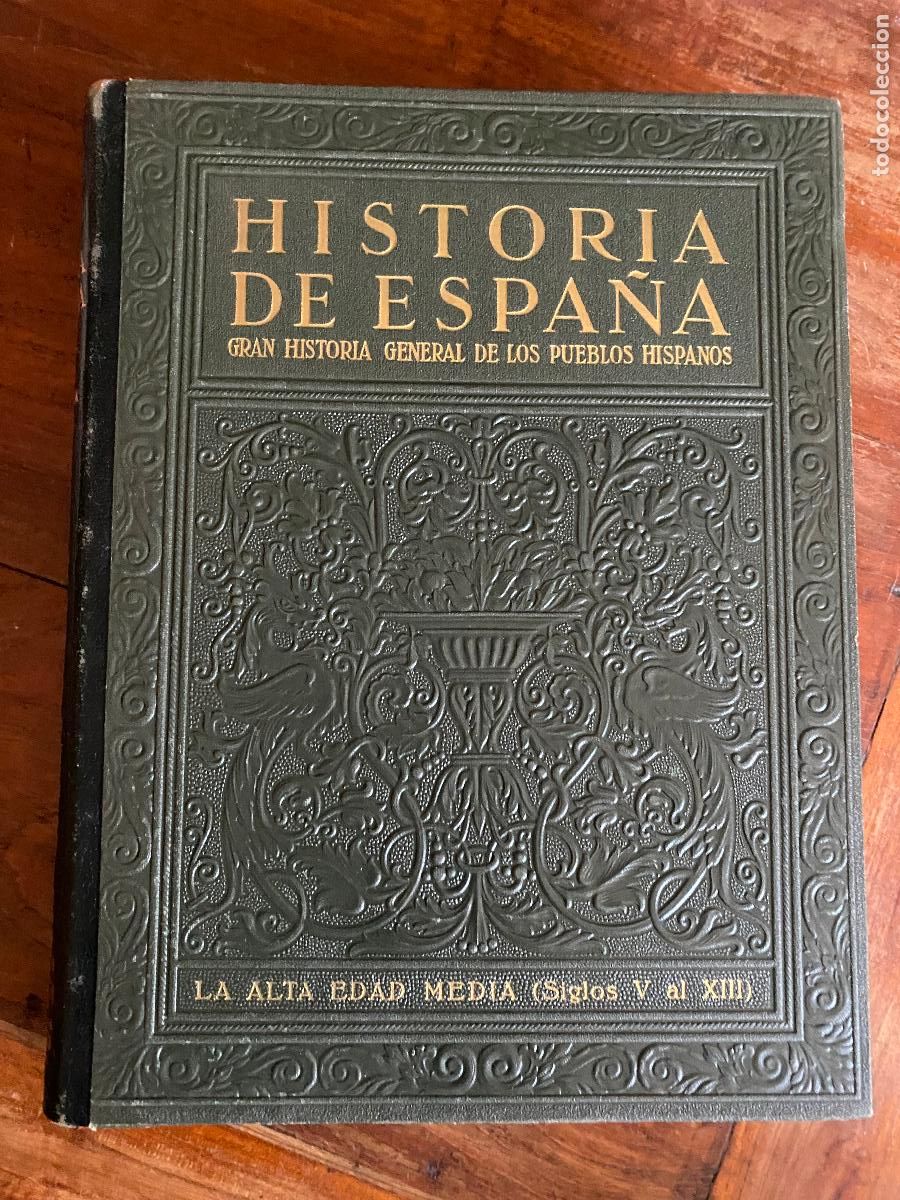 HISTORIA
DE ESPAÑA
GRAN HISTORIA GENERAL DE LOS PUEBLOS HISPANOS
LA ALTA EDAD MEDIA (Siglos V al XIII)
todocoleccion